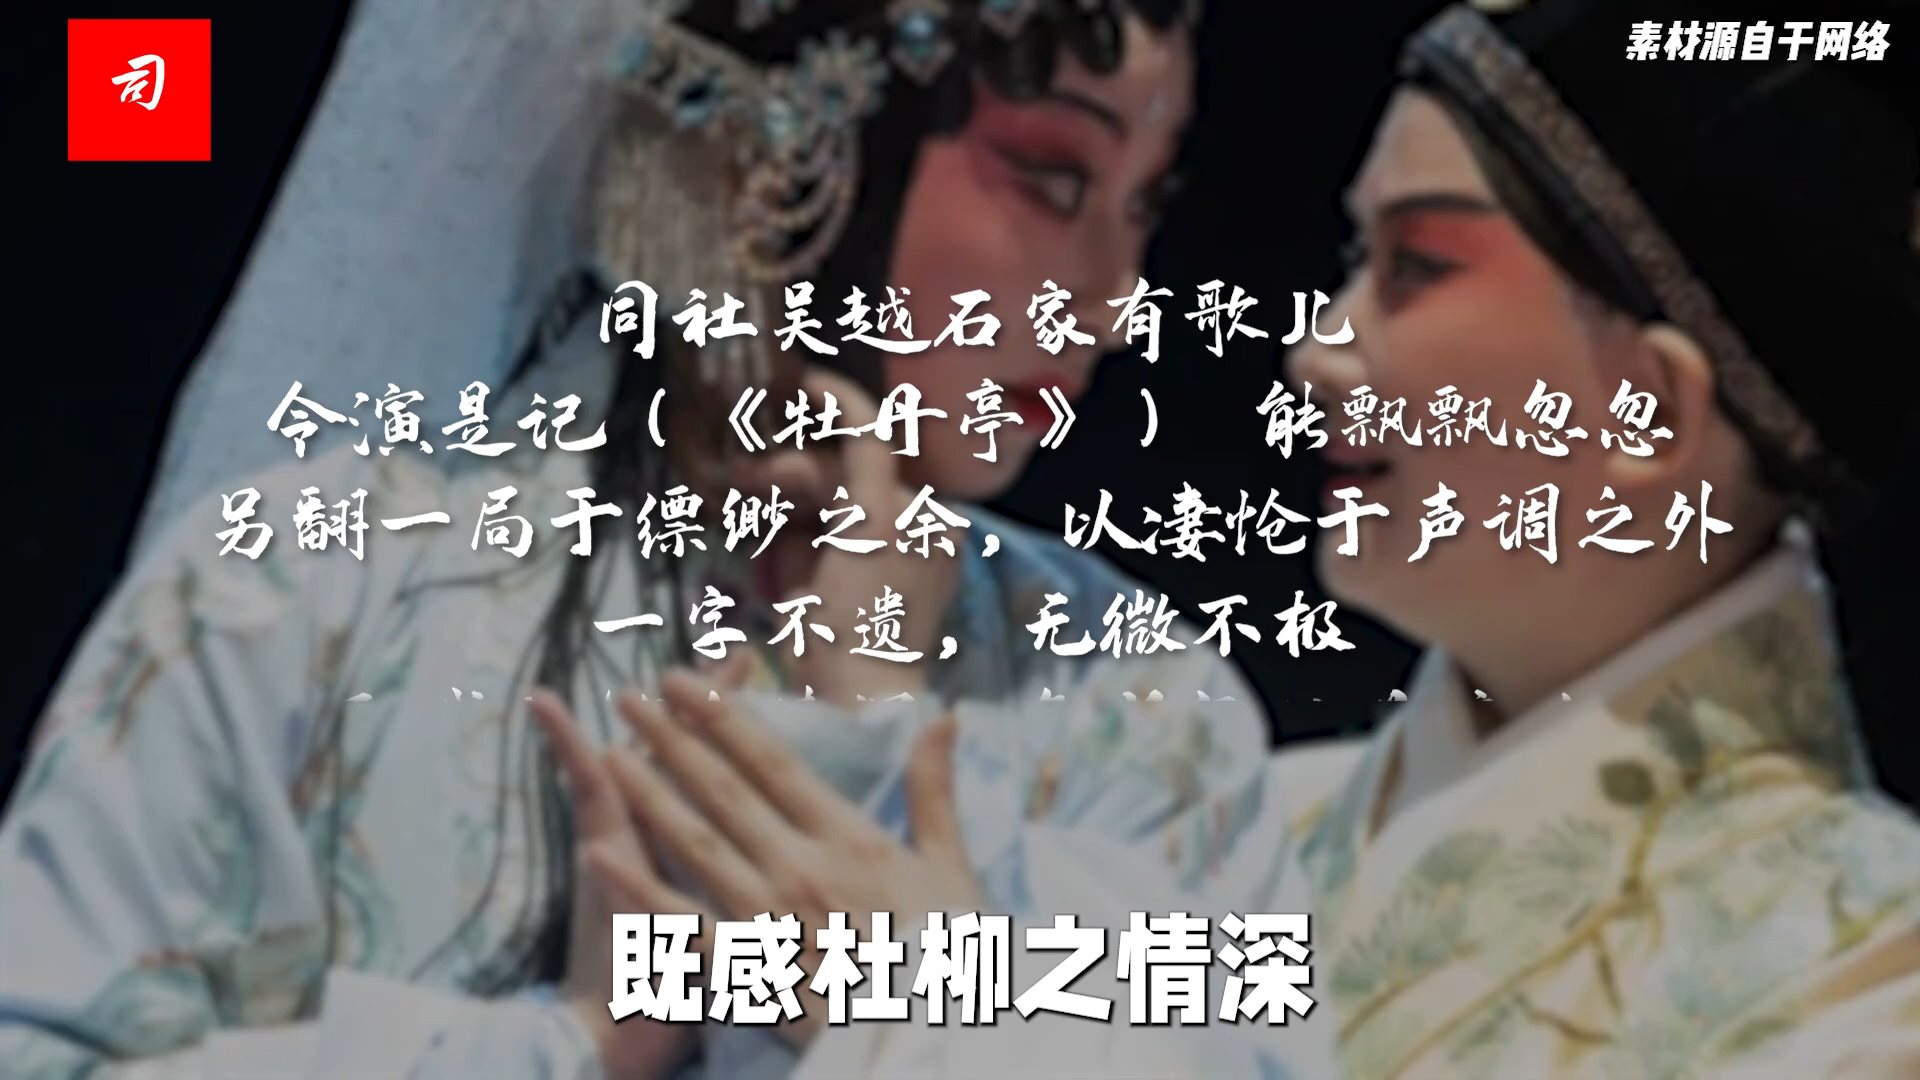 司
素材源自于网络
同社吴越石家有歌儿
令演是记(《牡丹亭》) 能飘飘忽忽
另翻一局于缥缈之余,以凄怆于声调之外
一字不遗,无微不极
既感杜柳之情深